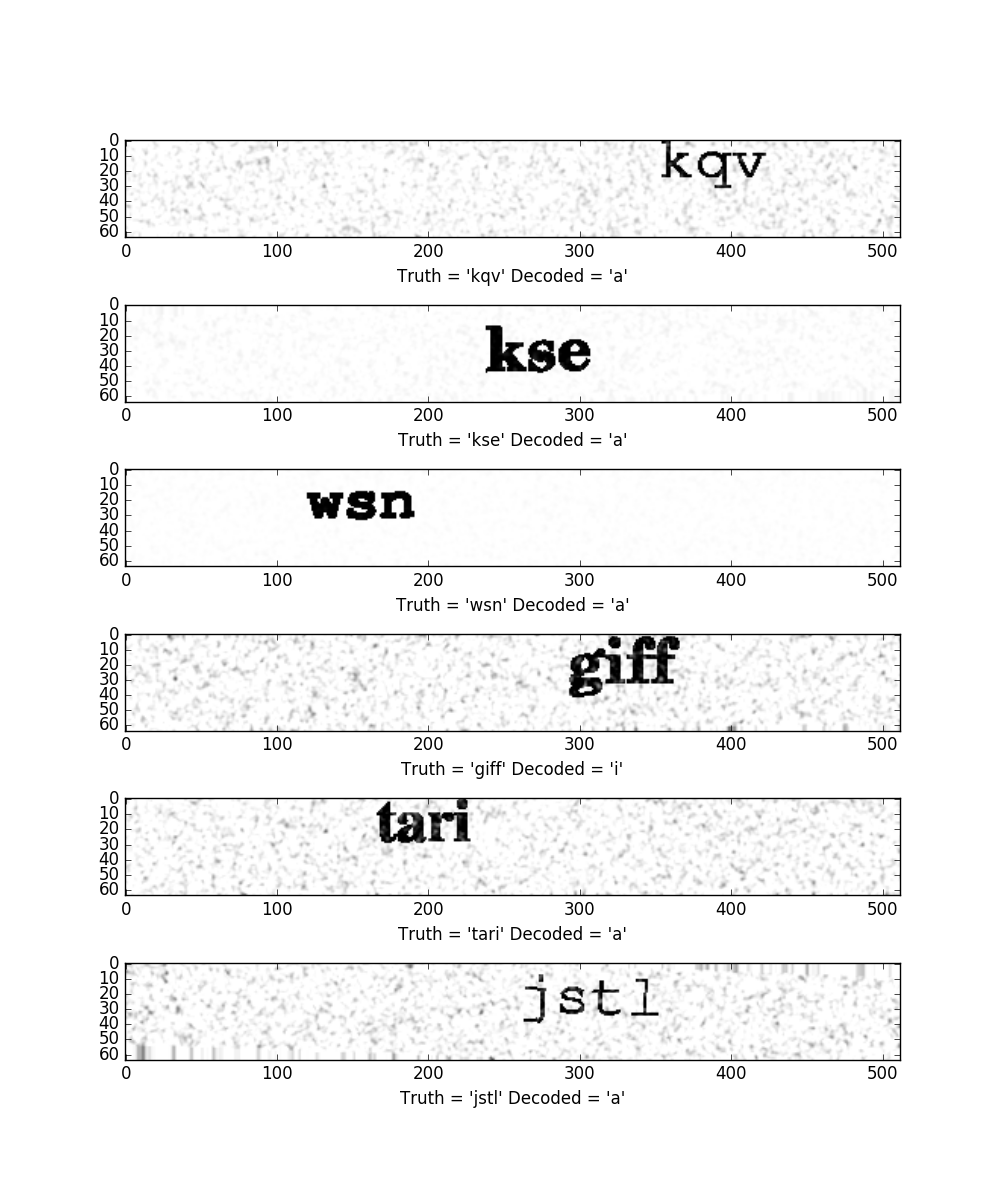 0
10
20
30
40
50
60
kqv
0 100 200 300 400 500
Truth = 'kqv' Decoded = 'a'
0
10
20
30
40
50
60
kse
0 100 200 300 400 500
Truth = 'kse' Decoded = 'a'
0
10
20
30
40
50
60
wsn
0 100 200 300 400 500
Truth = 'wsn' Decoded = 'a'
0
10
20
30
40
50
60
giff
0 100 200 300 400 500
Truth = 'giff' Decoded = 'i'
0
10
20
30
40
50
60
tari
0 100 200 300 400 500
Truth = 'tari' Decoded = 'a'
0
10
20
30
40
50
60
jstl
0 100 200 300 400 500
Truth = 'jstl' Decoded = 'a'